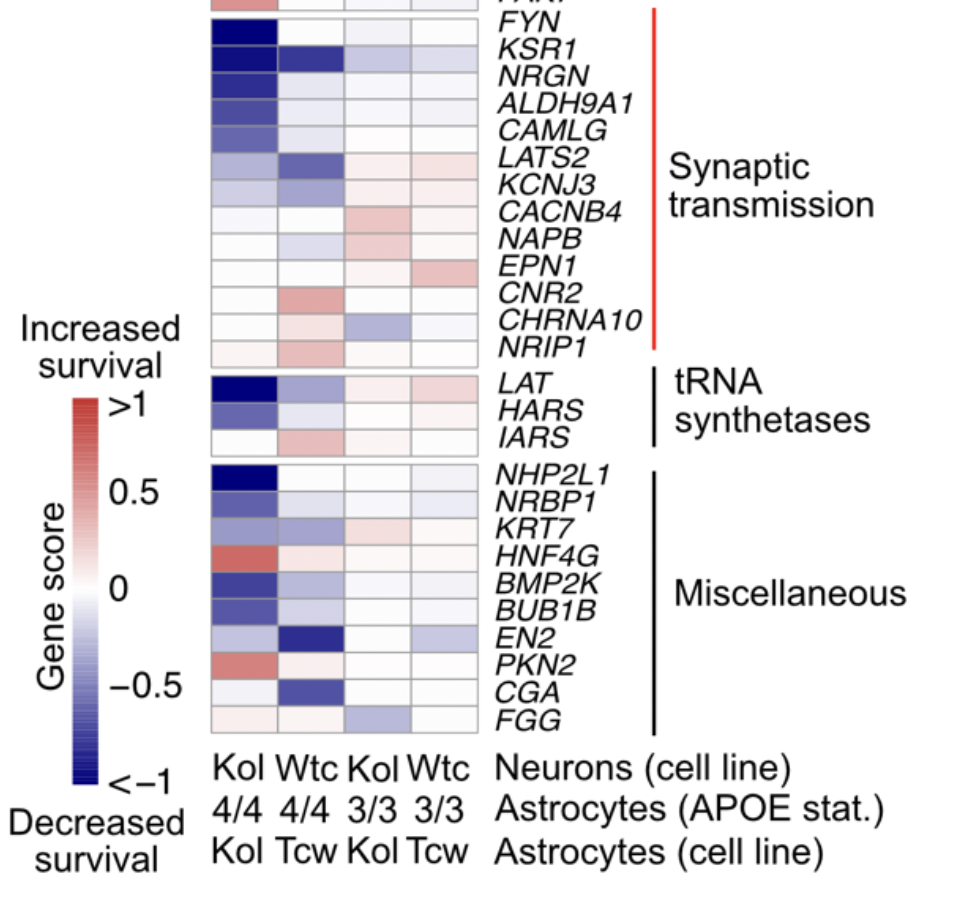 FYN
KSR1
NRGN
ALDH9A1
CAMLG
LATS2
KCNJ3
CACNB4
NAPB
EPN1
CNR2
CHRNA10
NRIP1
Synaptic
transmission
LAT
HARS
IARS
tRNA
synthetases
NHP2L1
NRBP1
KRT7
HNF4G
BMP2K
BUB1B
EN2
PKN2
CGA
FGG
Miscellaneous
Increased
survival
>1
0.5
0
−0.5
<−1
Gene score
Decreased
survival
Kol Wtc Kol Wtc Neurons (cell line)
4/4 4/4 3/3 3/3 Astrocytes (APOE stat.)
Kol Tcw Kol Tcw Astrocytes (cell line)